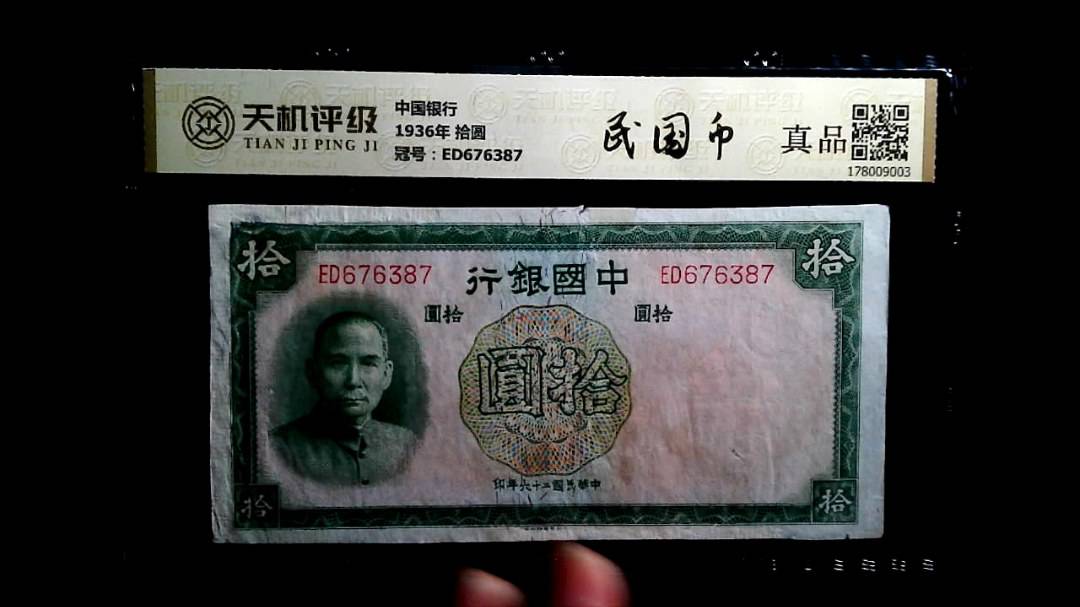 天机评级
TIAN JI PING JI
中国银行
1936年 拾圆
冠号：ED676387
民国币
真品
178009003
拾
拾
ED676387
中國銀行
ED676387
拾圓
拾圓
拾圓
中華民國二十六年印
拾
拾